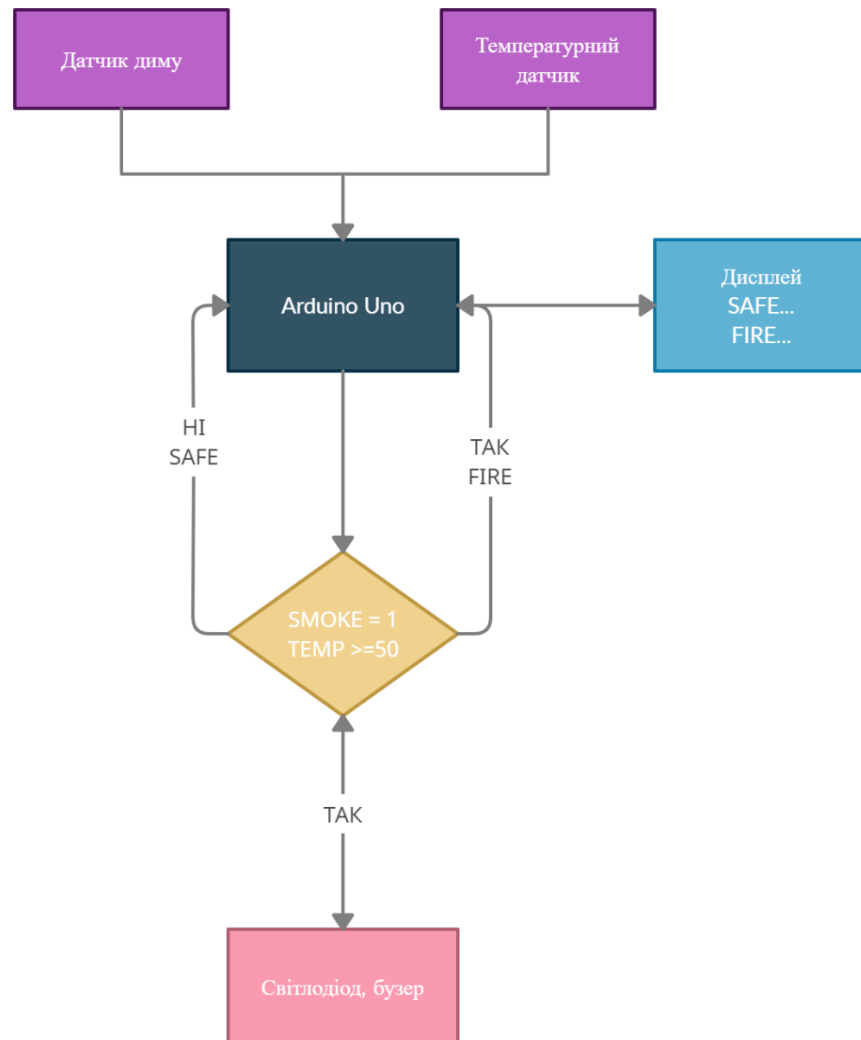 Датчик диму
Температурний
датчик
Arduino Uno
Дисплей
SAFE...
FIRE...
НІ
SAFE
ТАК
FIRE
SMOKE = 1
TEMP >=50
ТАК
Світлодіод, бузер